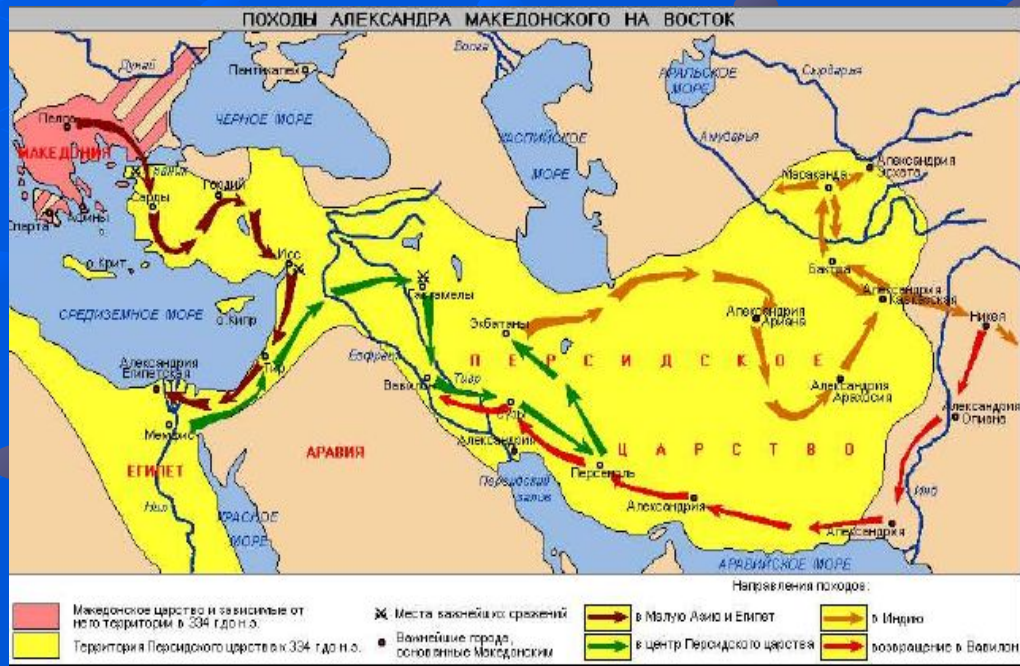 ПОХОДЫ АЛЕКСАНДРА МАКЕДОНСКОГО НА ВОСТОК
Дунай
Волга
Пантикапей
Сырдарья
АРАЛЬСКОЕ
МОРЕ
Пелла
ЧЕРНОЕ МОРЕ
КАСПИЙСКОЕ
МОРЕ
Амударья
МАКЕДОНИЯ
Александрия
Эсхата
Мараканда
Гордий
Сарды
Афины
Спарта
Бактра
о.Крит
Исс
Гавгамелы
Александрия
Кавказская
СРЕДИЗЕМНОЕ МОРЕ
о.Кипр
Экбатаны
Александрия
Ариана
Никея
Тир
Евфрат
П Е Р С И Д С К О Е
Александрия
Египетская
Вавилон
Тигр
Александрия
Арахосия
Сузы
Александрия
Опиана
Мемфис
Александрия
Ц А Р С Т В О
АРАВИЯ
ЕГИПЕТ
Персеполь
Персидский
залив
Инд
Нил
КРАСНОЕ
МОРЕ
Александрия
Александрия
АРАВИЙСКОЕ МОРЕ
Направления походов:
Македонское царство и зависимые от
него территории в 334 г.до н.э.
Места важнейших сражений
в Малую Азию и Египет
в Индию
Территория Персидского царства к 334 г.до н.э.
Важнейшие города,
основанные Македонским
в центр Персидского царства
возвращение в Вавилон